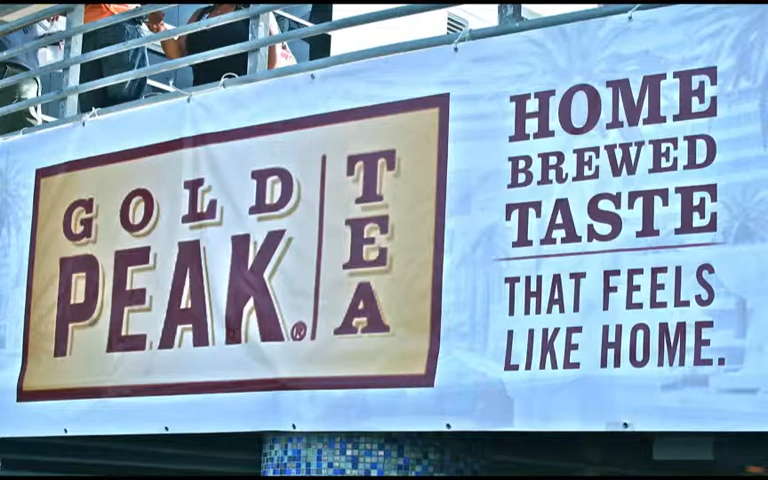 GOLD
PEAK®
TEA
HOME
BREWED
TASTE
THAT FEELS
LIKE HOME.